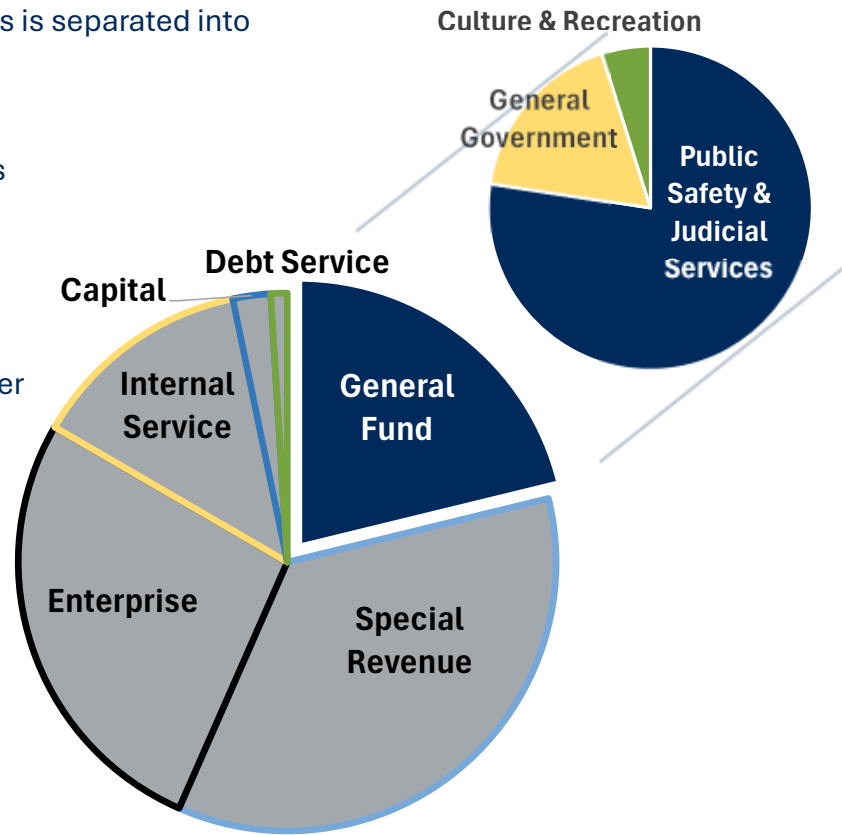 s is separated into
Culture & Recreation
General
Government
Public
Safety &
Judicial
Services
s
Debt Service
Capital
er
Internal
Service
General
Fund
Enterprise
Special
Revenue